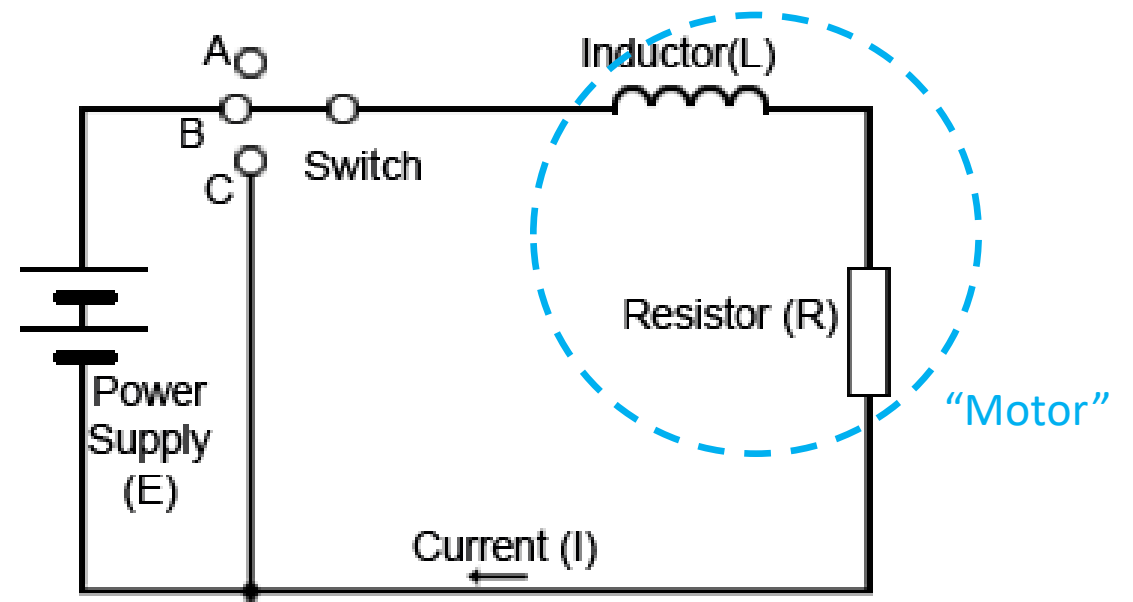 A
Inductor(L)
B
Switch
C
Resistor (R)
Power
Supply
(E)
“Motor”
Current (I)